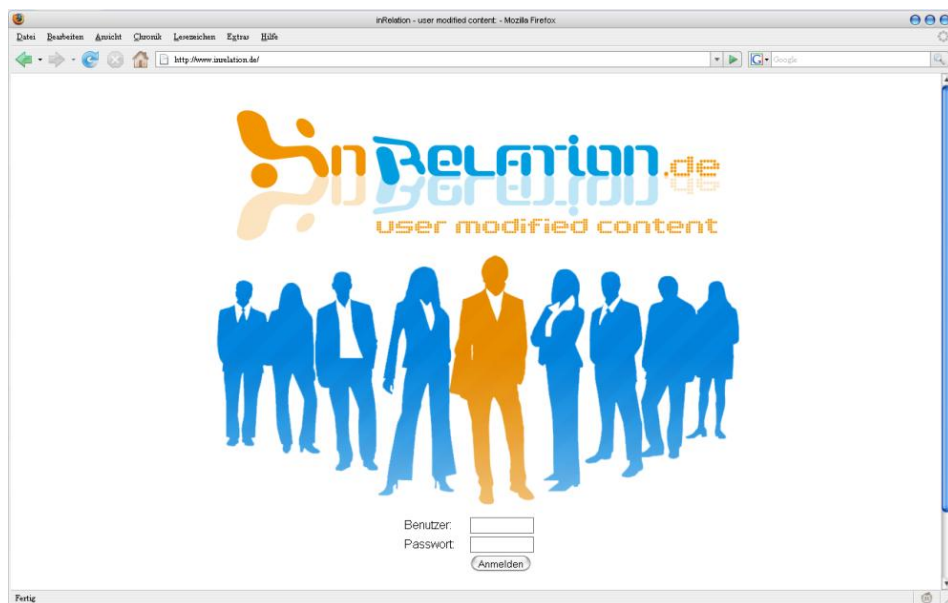 inRelation - user modified content: - Mozilla Firefox
Datei Bearbeiten Ansicht Chronik Lesezeichen Extras Hilfe
http://www.inrelation.de/
G Google
inRelation.de
user modified content
Benutzer:
Passwort:
Anmelden
Fertig